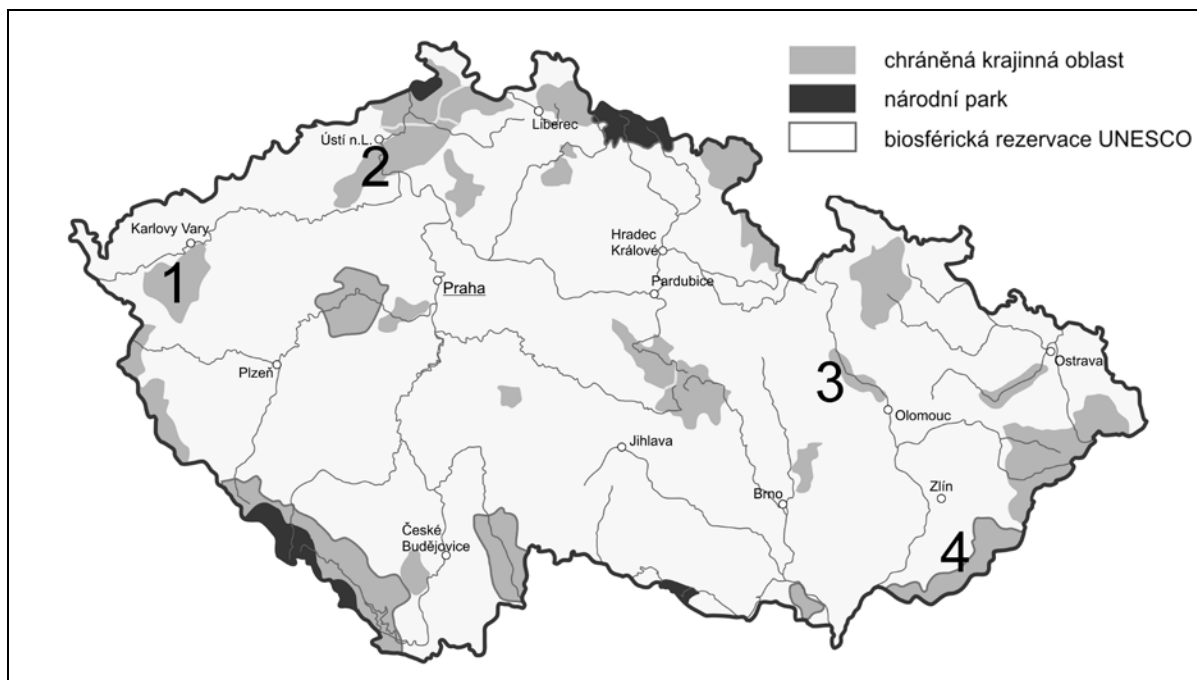 chráněná krajinná oblast
národní park
biosférická rezervace UNESCO
Liberec
Ústí n.L.
2
Karlovy Vary
1
Hradec
Králové
Praha
Pardubice
Plzeň
3
Ostrava
Olomouc
Jihlava
Brno
Zlín
České
Budějovice
4